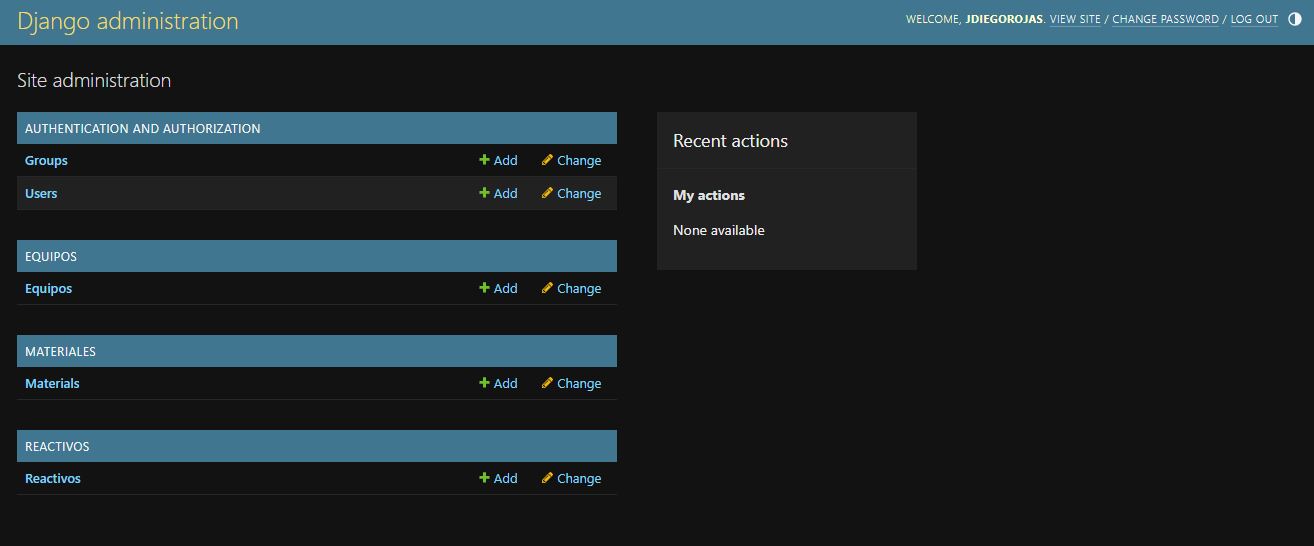 Django administration
WELCOME, JDIEGOROJAS. VIEW SITE / CHANGE PASSWORD / LOG OUT
Site administration
AUTHENTICATION AND AUTHORIZATION
Groups Add Change
Users Add Change
EQUIPOS
Equipos Add Change
MATERIALES
Materials Add Change
REACTIVOS
Reactivos Add Change
Recent actions
My actions
None available